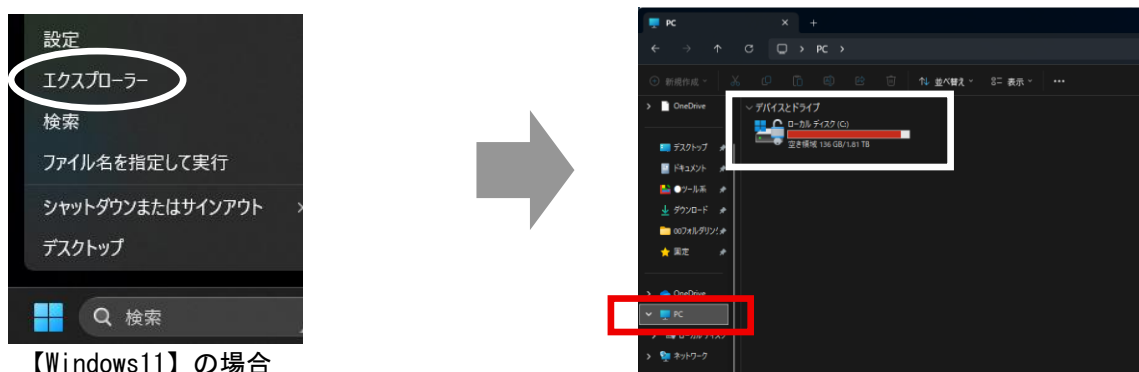 設定
エクスプローラー
検索
ファイル名を指定して実行
シャットダウンまたはサインアウト
デスクトップ
検索
【Windows11】の場合
PC
PC
新規作成
並べ替え
表示
OneDrive
デスクトップ
ドキュメント
●ツール系
ダウンロード
固定
OneDrive
PC
ネットワーク
デバイスとドライブ
ローカル ディスク (C:)
空き領域 136 GB/1.81 TB